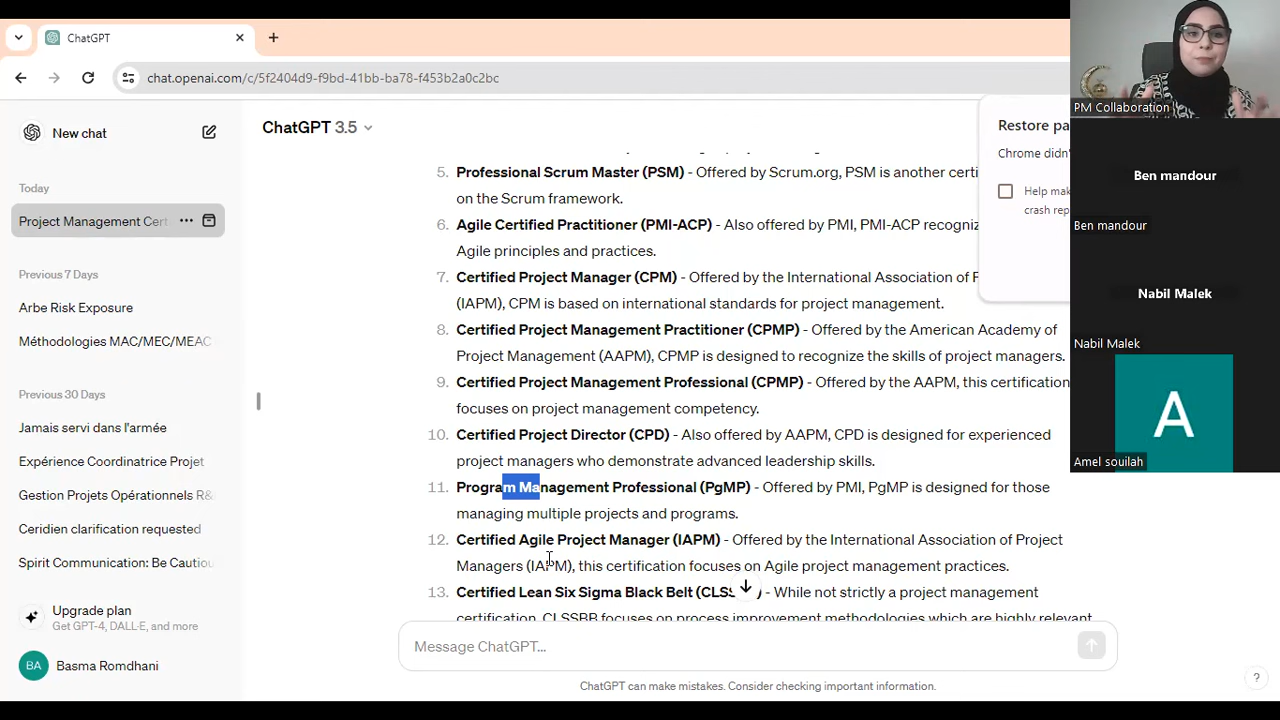 ChatGPT
chat.openai.com/c/5f2404d9-f9bd-41bb-ba78-f453b2a0c2bc
New chat
Today
Project Management Cert
Previous 7 Days
Arbe Risk Exposure
Méthodologies MAC/MEC/MEAC
Previous 30 Days
Jamais servi dans l'armée
Expérience Coordinatrice Projet
Gestion Projets Opérationnels R&
Ceridien clarification requested
Spirit Communication: Be Cautiou
Upgrade plan
Get GPT-4, DALL·E, and more
BA
Basma Romdhani
ChatGPT 3.5
5. Professional Scrum Master (PSM) - Offered by Scrum.org, PSM is another certi
on the Scrum framework.
6. Agile Certified Practitioner (PMI-ACP) - Also offered by PMI, PMI-ACP recogniz
Agile principles and practices.
7. Certified Project Manager (CPM) - Offered by the International Association of P
(IAPM), CPM is based on international standards for project management.
8. Certified Project Management Practitioner (CPMP) - Offered by the American Academy of
Project Management (AAPM), CPMP is designed to recognize the skills of project managers.
9. Certified Project Management Professional (CPMP) - Offered by the AAPM, this certification
focuses on project management competency.
10. Certified Project Director (CPD) - Also offered by AAPM, CPD is designed for experienced
project managers who demonstrate advanced leadership skills.
11. Program Management Professional (PgMP) - Offered by PMI, PgMP is designed for those
managing multiple projects and programs.
12. Certified Agile Project Manager (IAPM) - Offered by the International Association of Project
Managers (IAPM), this certification focuses on Agile project management practices.
13. Certified Lean Six Sigma Black Belt (CLSS - While not strictly a project management
certification, CLSSBB focuses on process improvement methodologies which are highly relevant
Message ChatGPT...
ChatGPT can make mistakes. Consider checking important information.
?
Restore pa
Chrome didn'
Help mak
crash rep
PM Collaboration
Ben mandour
Ben mandour
Nabil Malek
Nabil Malek
A
Amel souilah